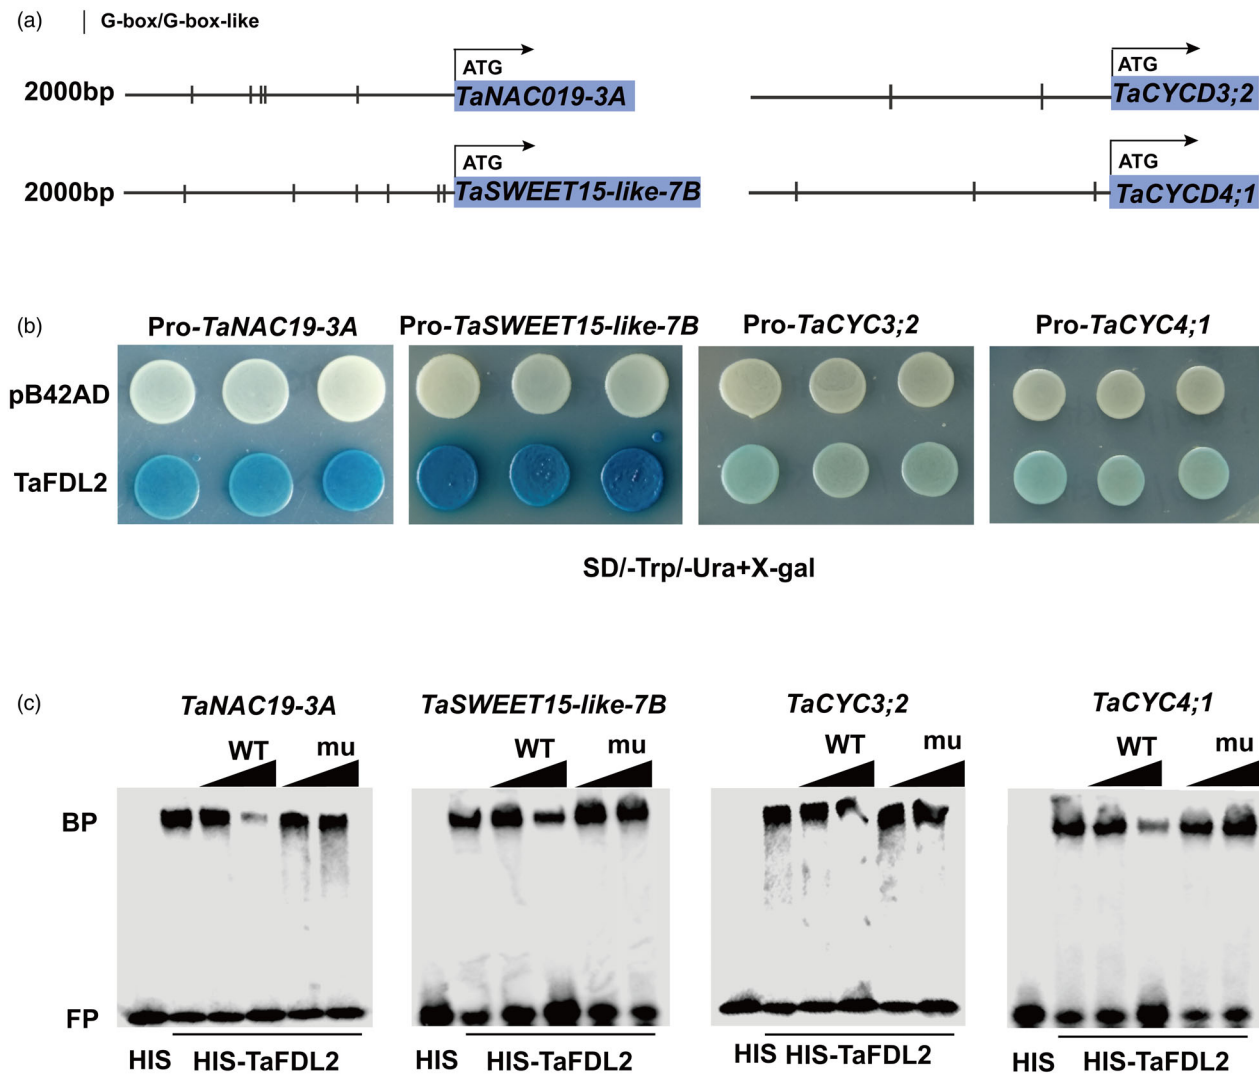 (a) | G-box/G-box-like
2000bp ATG TaNAC019-3A
ATG TaCYCD3;2
2000bp ATG TaSWEET15-like-7B
ATG TaCYCD4;1
(b) Pro-TaNAC19-3A Pro-TaSWEET15-like-7B Pro-TaCYC3;2 Pro-TaCYC4;1
pB42AD
TaFDL2
SD/-Trp/-Ura+X-gal
(c) TaNAC19-3A TaSWEET15-like-7B TaCYC3;2 TaCYC4;1
WT mu WT mu WT mu WT mu
BP
FP
HIS HIS-TaFDL2 HIS HIS-TaFDL2 HIS HIS-TaFDL2 HIS HIS-TaFDL2